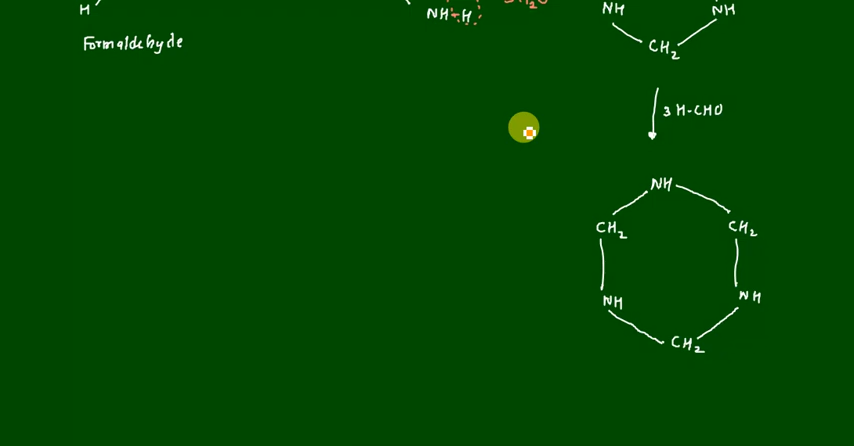 H
NH-H
NH NH
CH2
Formaldehyde
3 H-CHO
NH
CH2 CH2
NH NH
CH2